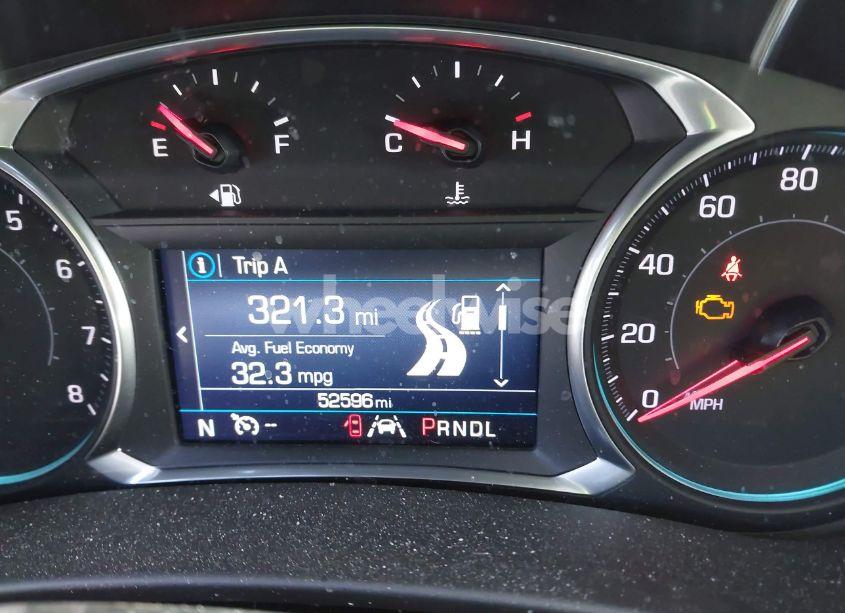 E F
C H
5
6
7
8
i Trip A
321.3 mi
Avg. Fuel Economy
32.3 mpg
52596 mi
N -- PRNDL
0
20
40
60
80
MPH
wheelwise